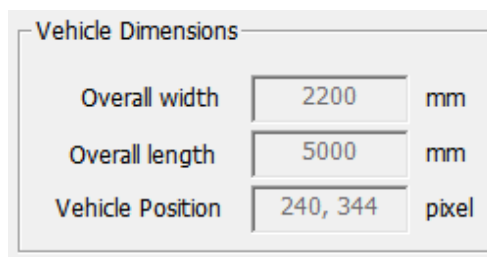 Vehicle Dimensions
Overall width 2200 mm
Overall length 5000 mm
Vehicle Position 240, 344 pixel